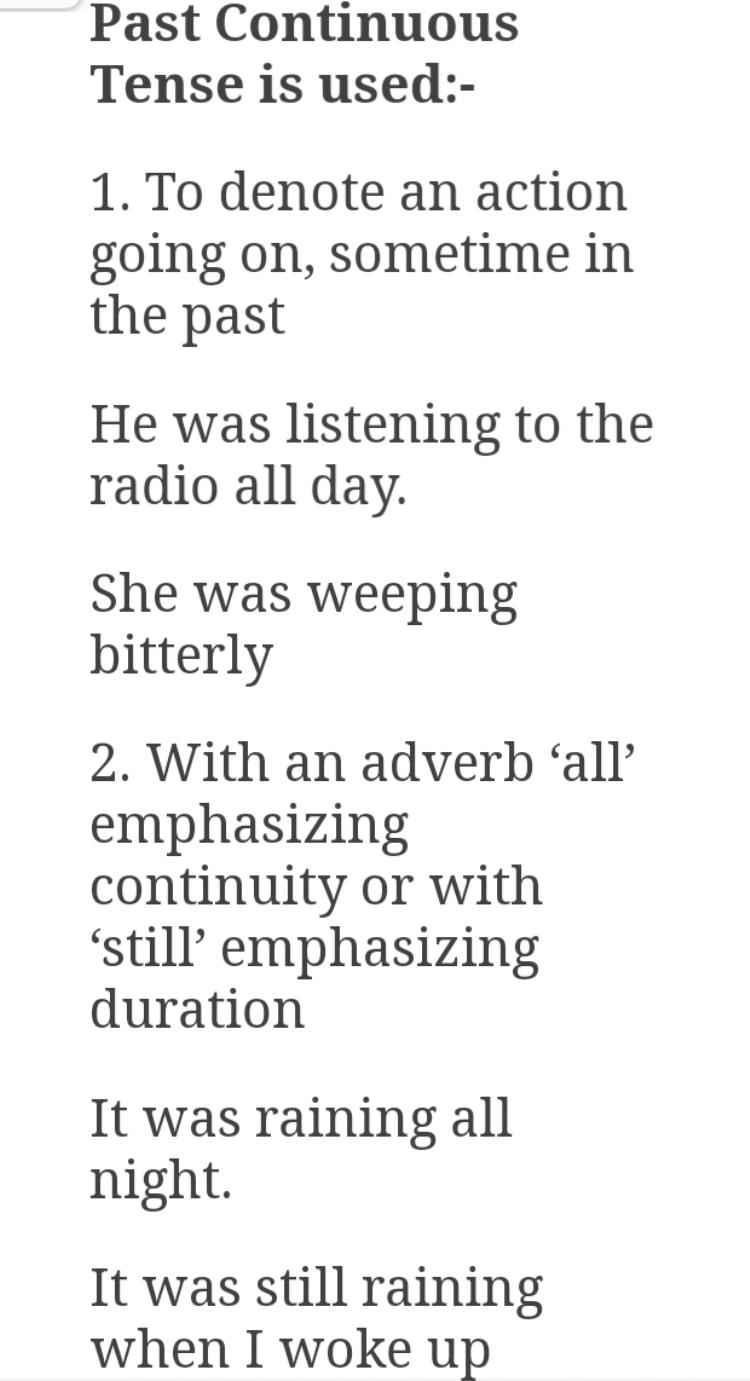 Past Continuous
Tense is used:-
1. To denote an action
going on, sometime in
the past
He was listening to the
radio all day.
She was weeping
bitterly
2. With an adverb ‘all’
emphasizing
continuity or with
‘still’ emphasizing
duration
It was raining all
night.
It was still raining
when I woke up